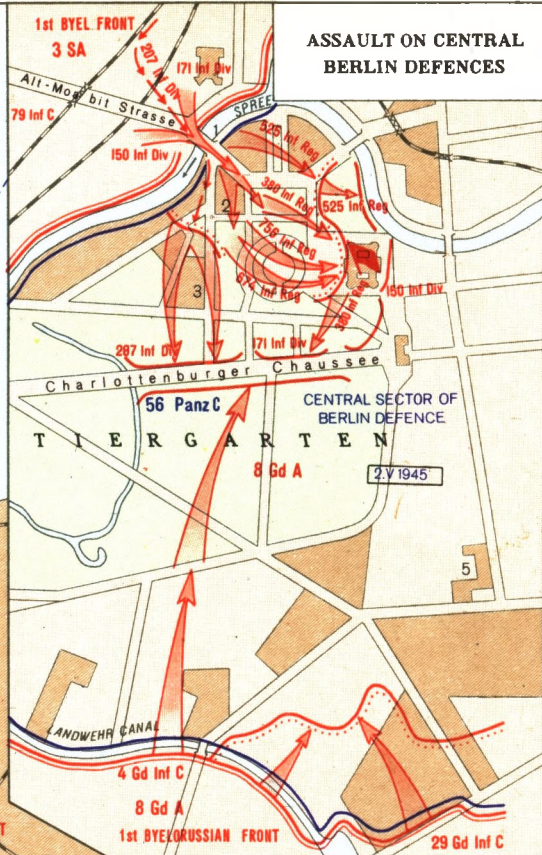 1st BYEL FRONT
3 SA
ASSAULT ON CENTRAL
BERLIN DEFENCES
207 Inf Div
171 Inf Div
Alt-Moabit Strasse
79 Inf C
SPREE
1
525 Inf Reg
150 Inf Div
380 Inf Reg
525 Inf Reg
2
756 Inf Reg
674 Inf Reg
3
380 Inf Reg
150 Inf Div
287 Inf Div
171 Inf Div
Charlottenburger Chaussee
56 Panz C
CENTRAL SECTOR OF
BERLIN DEFENCE
TIERGARTEN
8 Gd A
2.V 1945
5
LANDWEHR CANAL
4 Gd Inf C
8 Gd A
1st BYELORUSSIAN FRONT
29 Gd Inf C
T